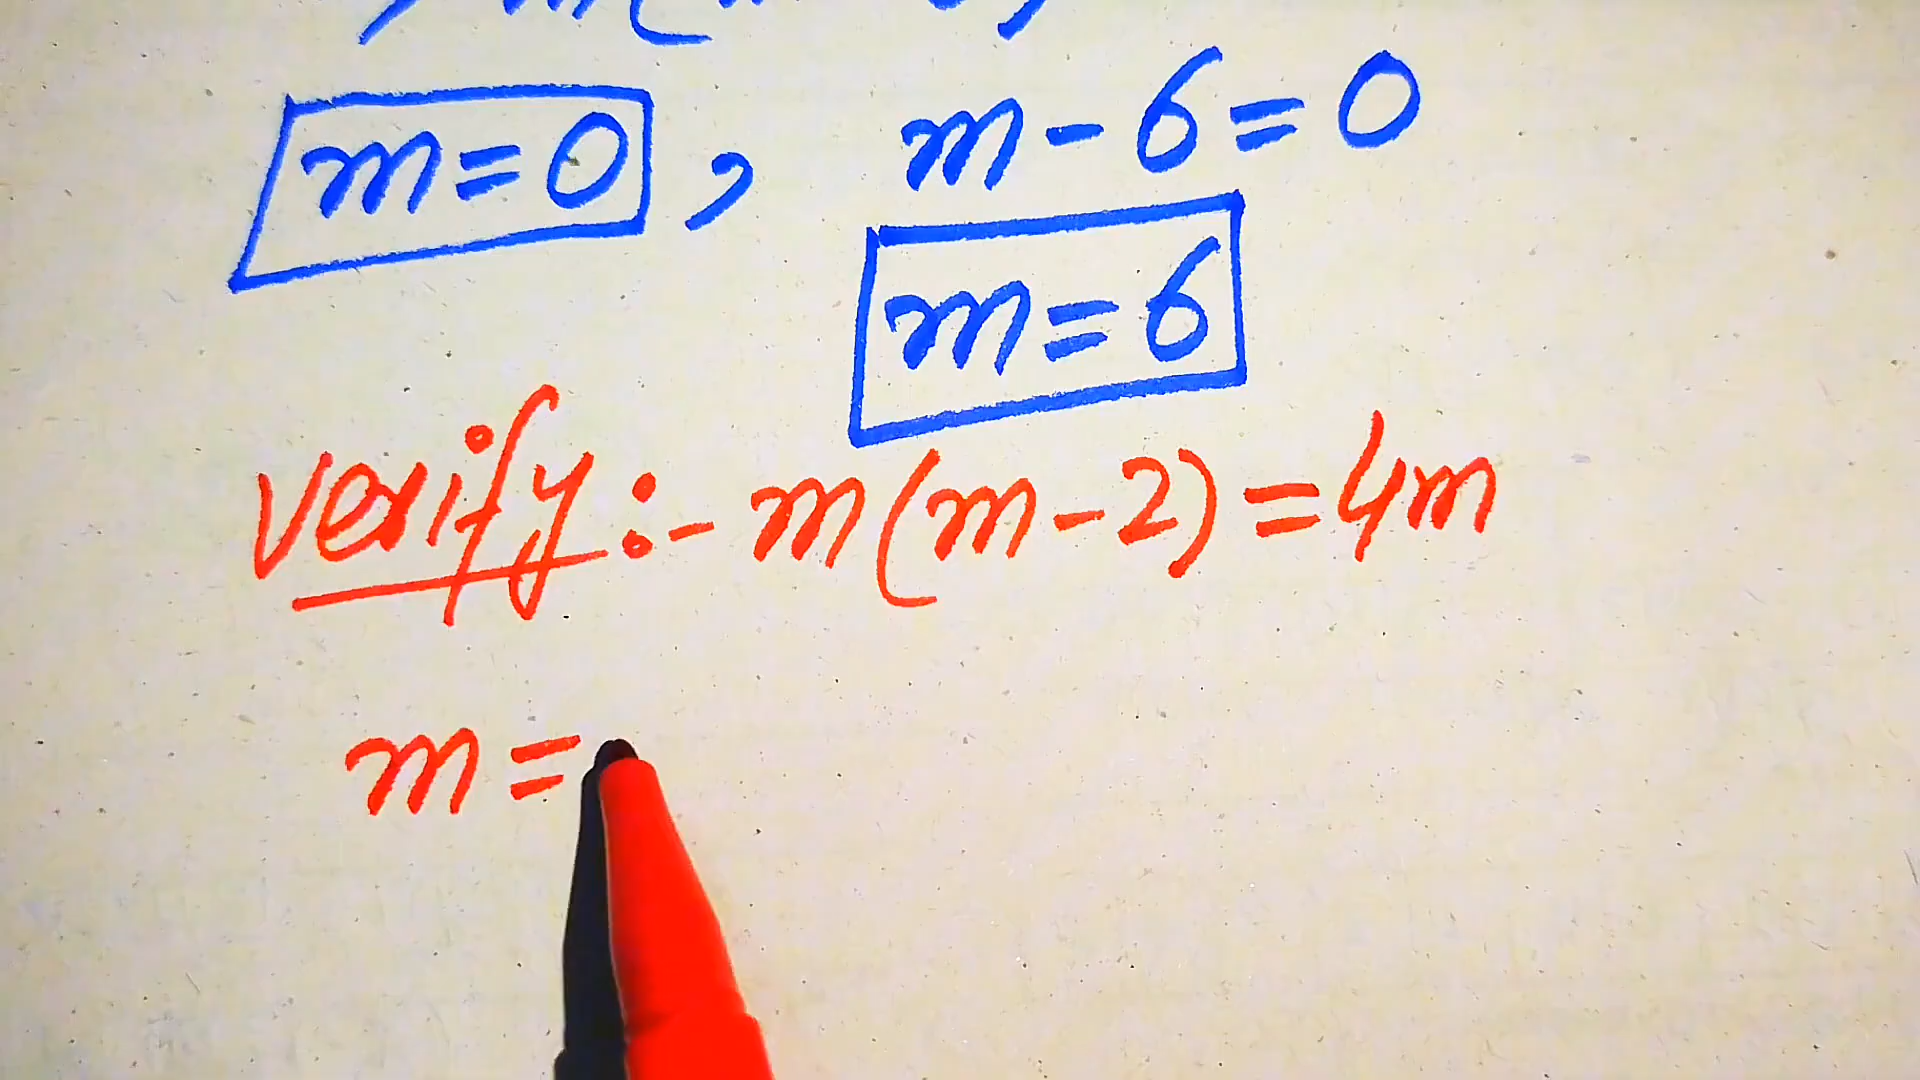 m=0, m-6=0
m=6
verify:- m(m-2)=4m
m=